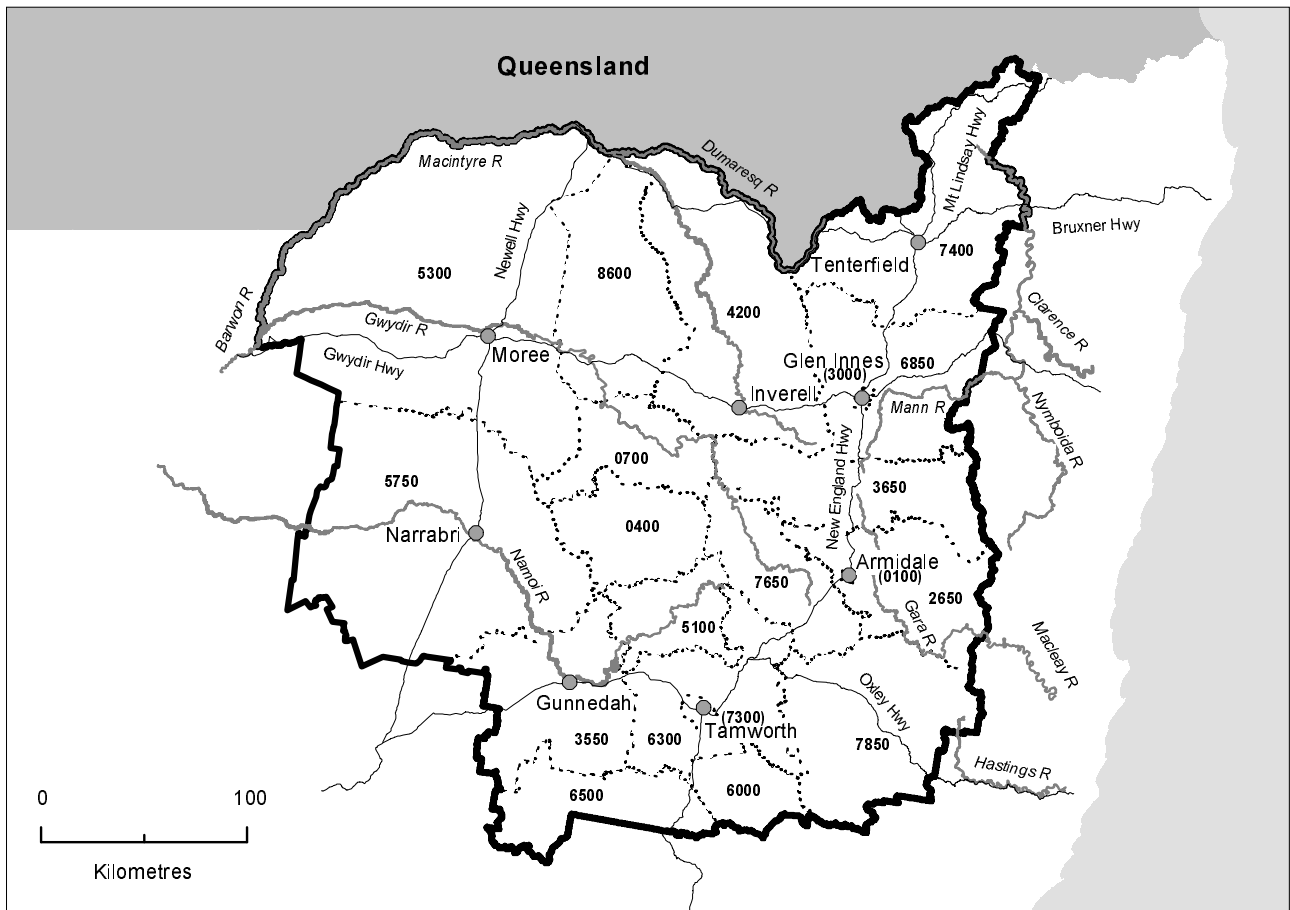 Queensland
Macintyre R
Dumaresq R
Mt Lindsay Hwy
Newell Hwy
Bruxner Hwy
Tenterfield
7400
5300
8600
4200
Barwon R
Gwydir R
Clarence R
Gwydir Hwy
Moree
Glen Innes
(3000)
6850
Inverell
Mann R
Nymboida R
New England Hwy
0700
5750
3650
0400
Narrabri
Namoi R
Armidale
(0100)
7650
2650
Gara R
5100
Macleay R
Gunnedah
Oxley Hwy
(7300)
Tamworth
3550
6300
7850
Hastings R
6500
6000
0
100
Kilometres